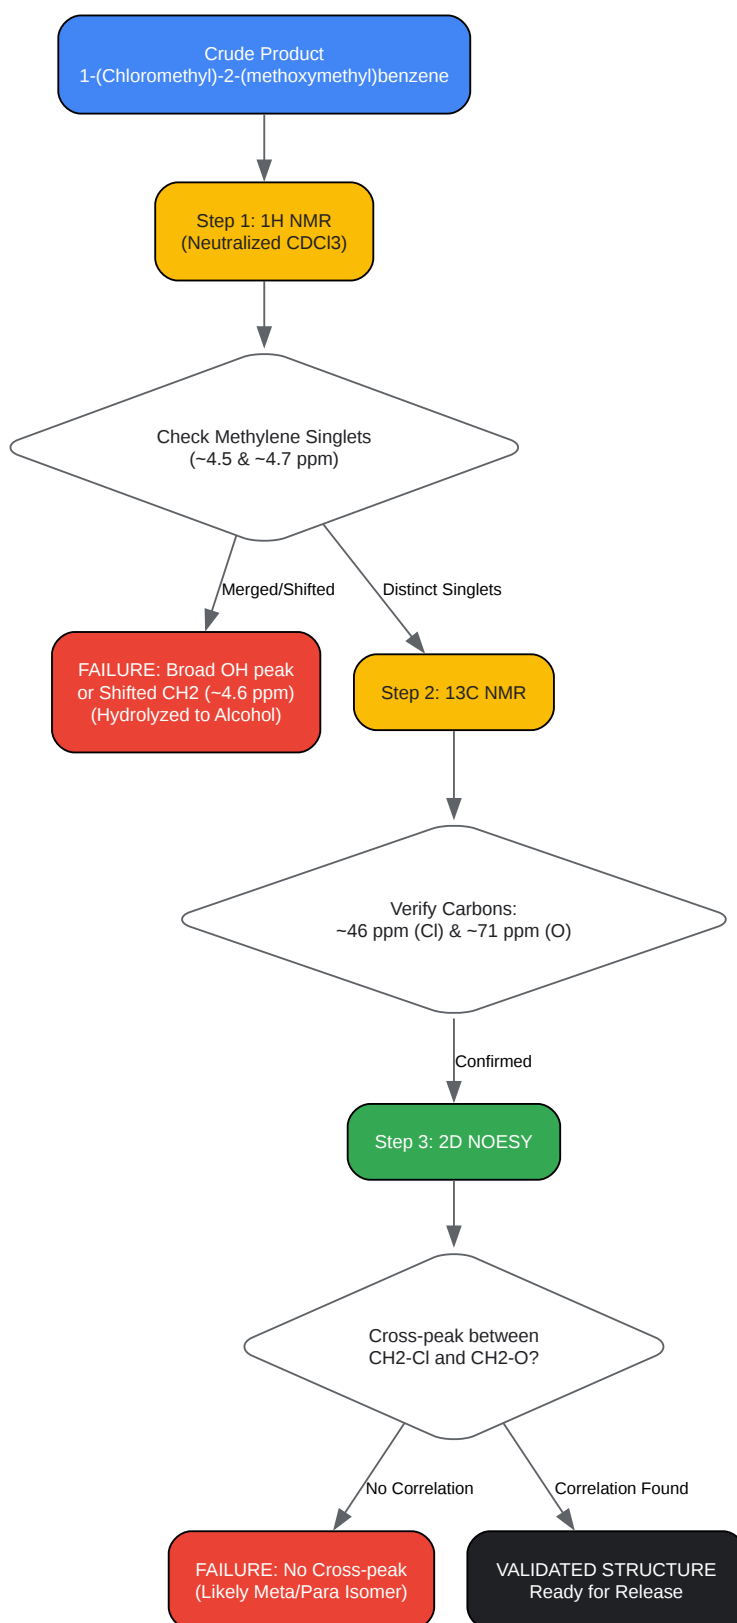 Crude Product
1-(Chloromethyl)-2-(methoxymethyl)benzene
Step 1: 1H NMR
(Neutralized CDCl3)
Check Methylene Singlets
(~4.5 & ~4.7 ppm)
Merged/Shifted
Distinct Singlets
FAILURE: Broad OH peak
or Shifted CH2 (~4.6 ppm)
(Hydrolyzed to Alcohol)
Step 2: 13C NMR
Verify Carbons:
~46 ppm (Cl) & ~71 ppm (O)
Confirmed
Step 3: 2D NOESY
Cross-peak between
CH2-Cl and CH2-O?
No Correlation
Correlation Found
FAILURE: No Cross-peak
(Likely Meta/Para Isomer)
VALIDATED STRUCTURE
Ready for Release